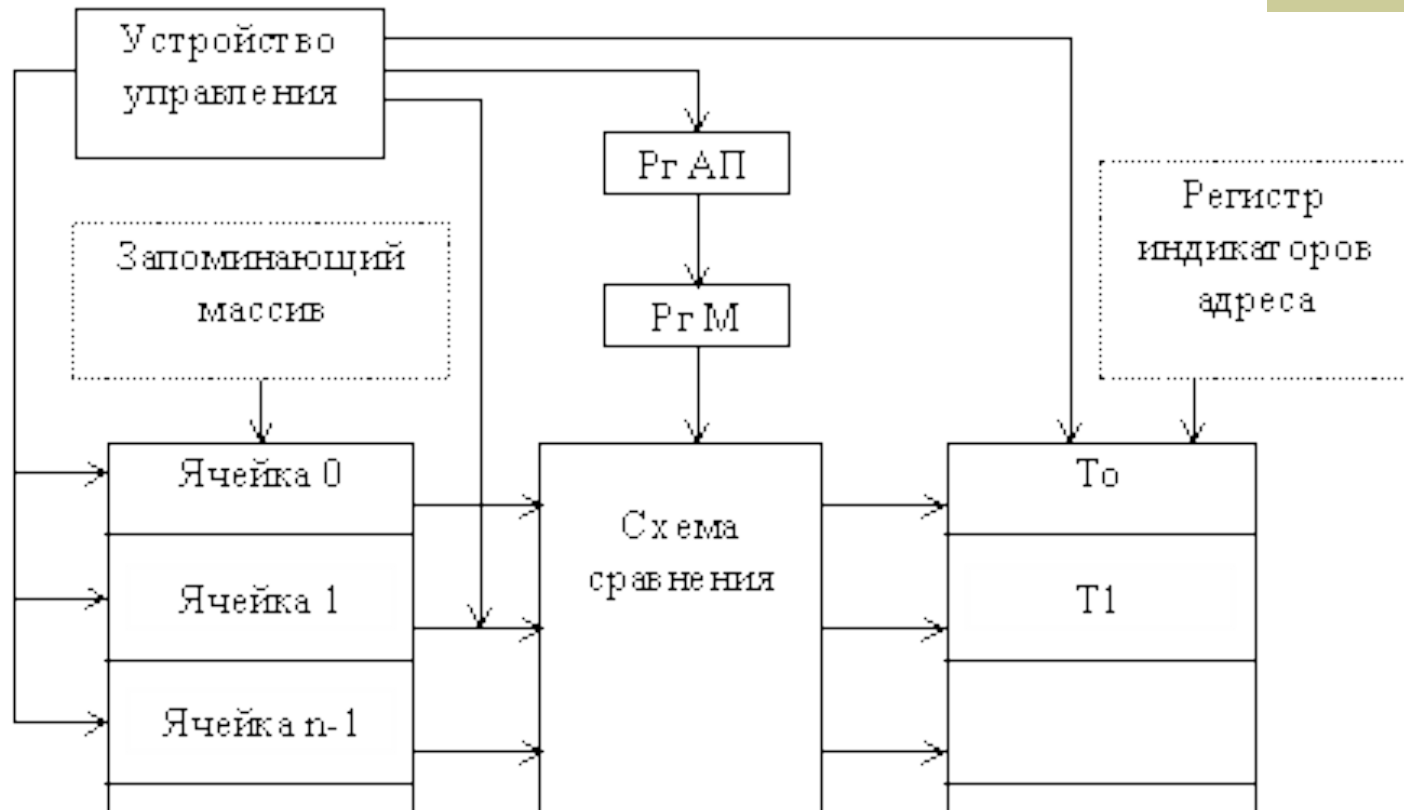 Устройство
управления
Рг АП
Регистр
индикаторов
адреса
Запоминающий
массив
Рг М
Ячейка 0
Схема
сравнения
То
Ячейка 1
Т1
Ячейка n-1